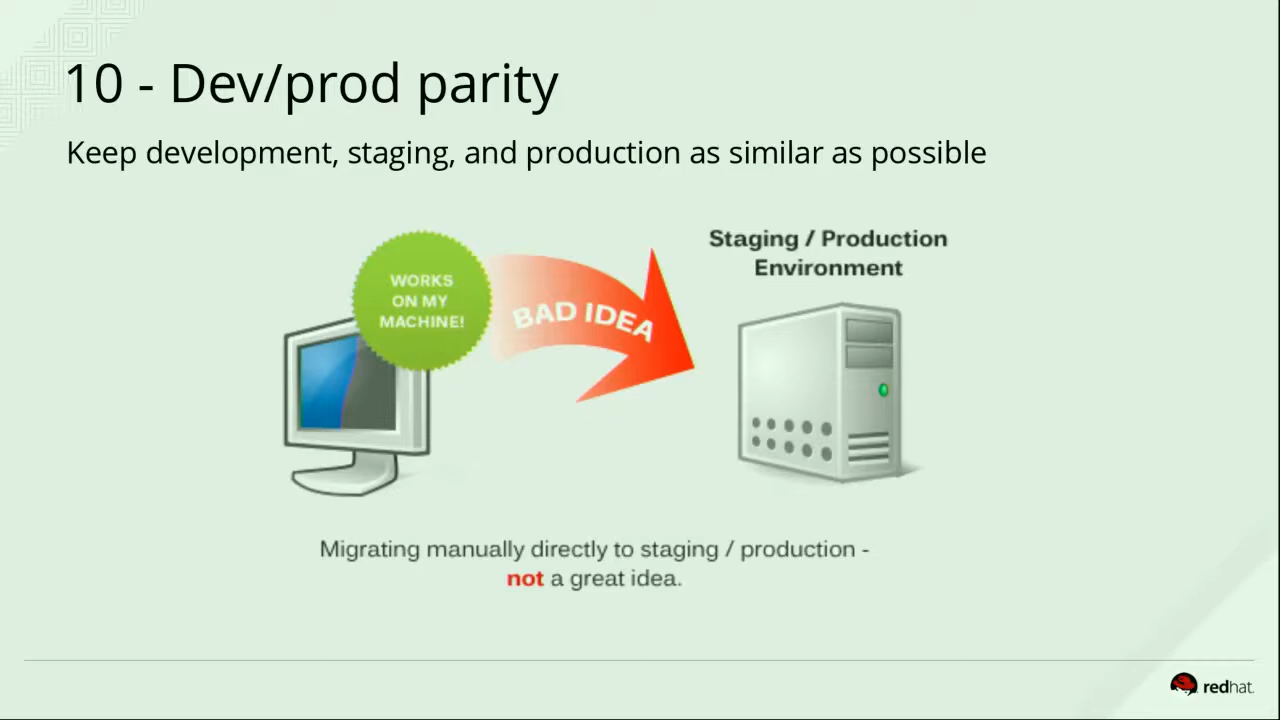 10 - Dev/prod parity
Keep development, staging, and production as similar as possible
WORKS
ON MY
MACHINE!
BAD IDEA
Staging / Production
Environment
Migrating manually directly to staging / production -
not a great idea.
redhat.